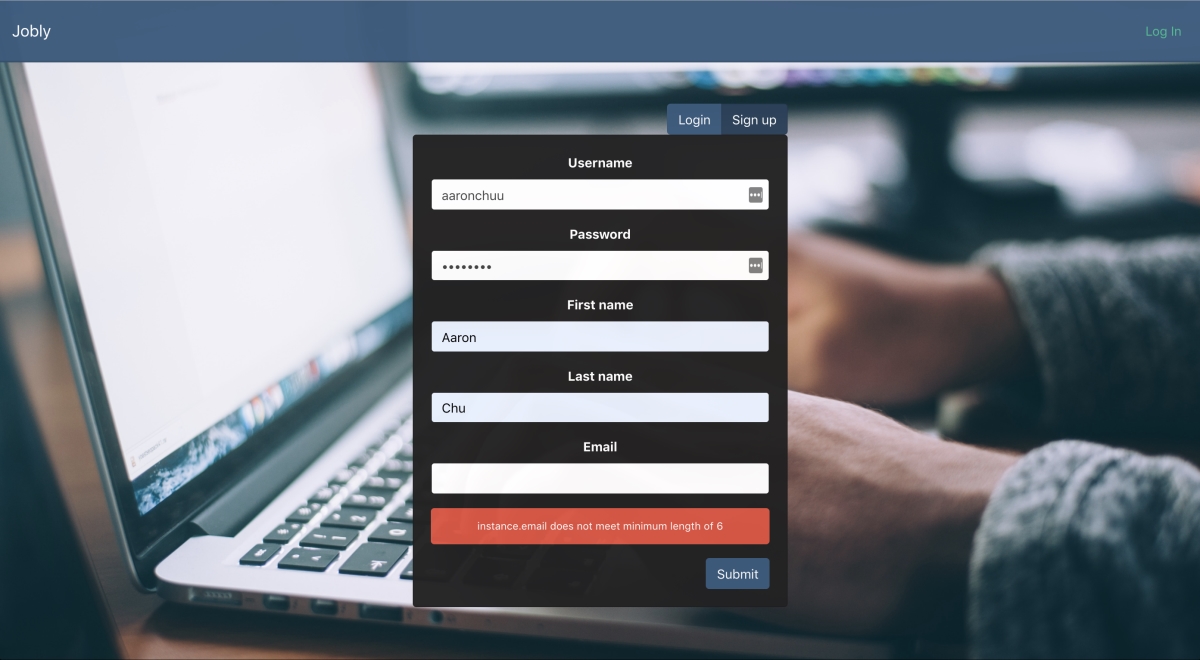 Jobly
Log In
Login
Sign up
Username
aaronchuu
Password
••••••••
First name
Aaron
Last name
Chu
Email
instance.email does not meet minimum length of 6
Submit